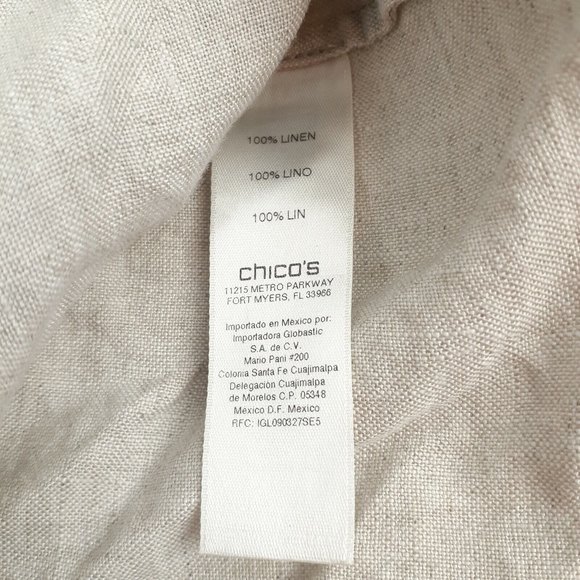 100% LINEN
100% LINO
100% LIN
chico's
11215 METRO PARKWAY
FORT MYERS, FL 33966
Importado en México por:
Importadora Globastic
S.A. de C.V.
Mario Pani #200
Colonia Santa Fe Cuajimalpa
Delegación Cuajimalpa
de Morelos C.P. 05348
México D.F. Mexico
RFC: IGL090327SE5